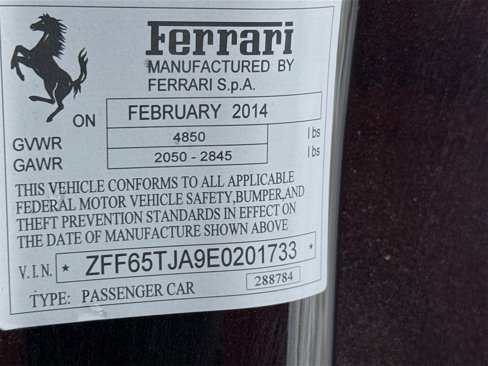 Ferrari
MANUFACTURED BY
FERRARI S.p.A.
ON FEBRUARY 2014
GVWR 4850 lbs
GAWR 2050 - 2845 lbs
THIS VEHICLE CONFORMS TO ALL APPLICABLE
FEDERAL MOTOR VEHICLE SAFETY,BUMPER,AND
THEFT PREVENTION STANDARDS IN EFFECT ON
THE DATE OF MANUFACTURE SHOWN ABOVE
V.I.N. * ZFF65TJA9E0201733 *
TYPE: PASSENGER CAR 288784